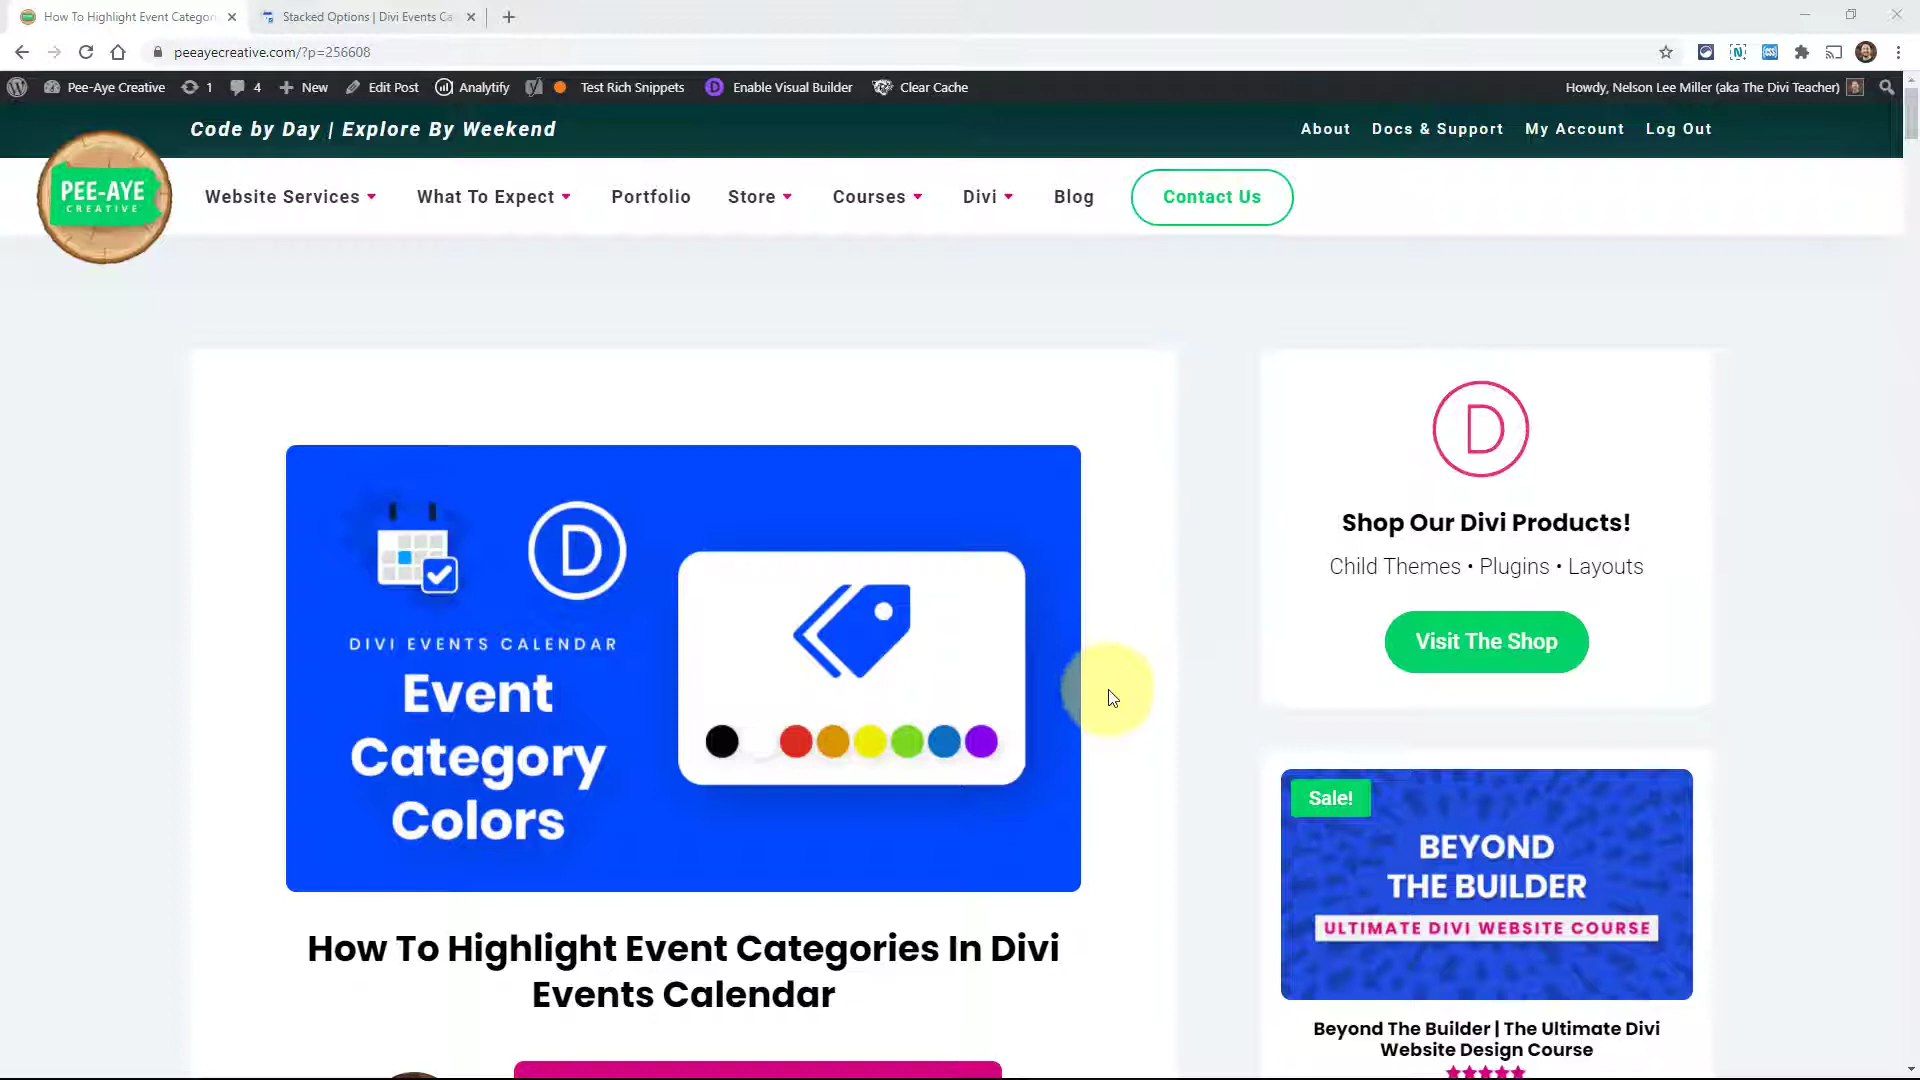 How To Highlight Event Categor
Stacked Options | Divi Events Ca
peeayecreative.com/?p=256608
Pee-Aye Creative
1
4
New
Edit Post
Analytify
Test Rich Snippets
Enable Visual Builder
Clear Cache
Howdy, Nelson Lee Miller (aka The Divi Teacher)
Code by Day | Explore By Weekend
About
Docs & Support
My Account
Log Out
PEE-AYE
CREATIVE
Website Services
What To Expect
Portfolio
Store
Courses
Divi
Blog
Contact Us
D
DIVI EVENTS CALENDAR
Event
Category
Colors
How To Highlight Event Categories In Divi
Events Calendar
D
Shop Our Divi Products!
Child Themes • Plugins • Layouts
Visit The Shop
Sale!
BEYOND
THE BUILDER
ULTIMATE DIVI WEBSITE COURSE
Beyond The Builder | The Ultimate Divi
Website Design Course